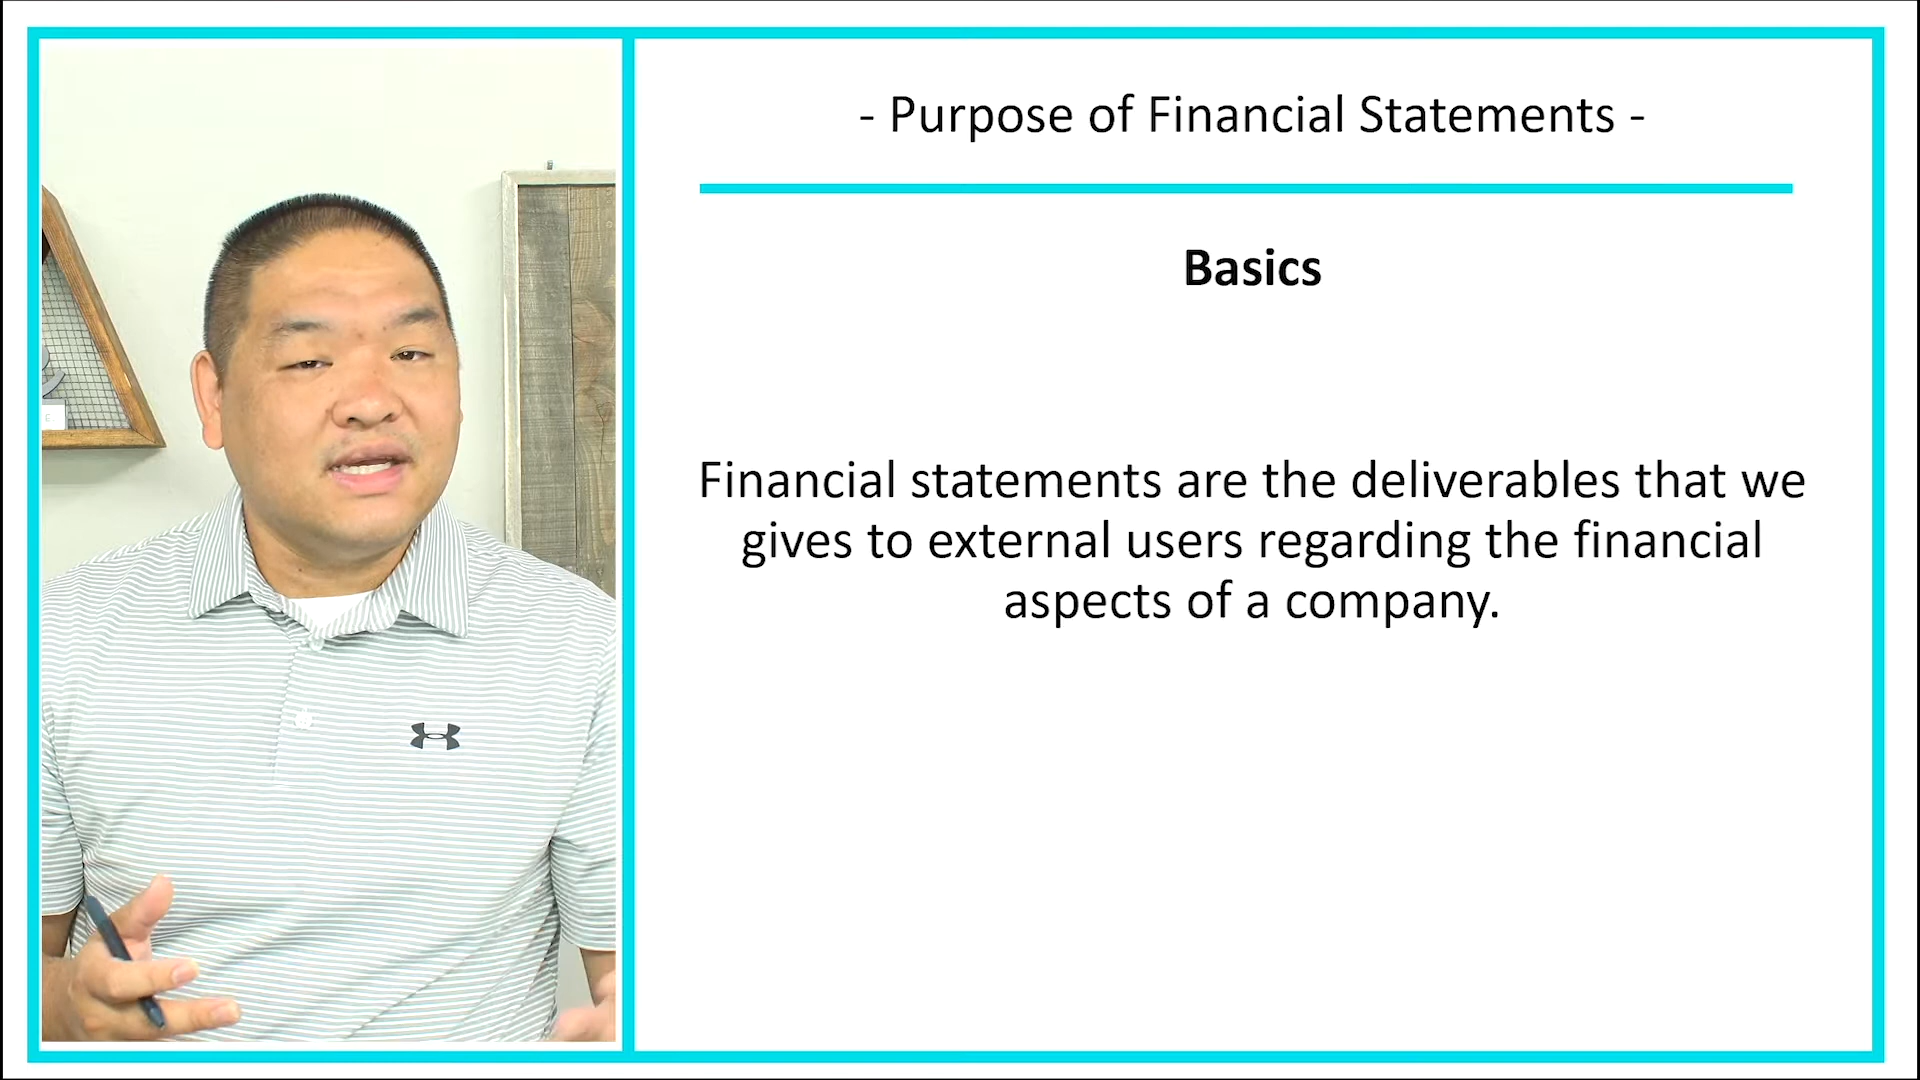 - Purpose of Financial Statements -
Basics
Financial statements are the deliverables that we
gives to external users regarding the financial
aspects of a company.